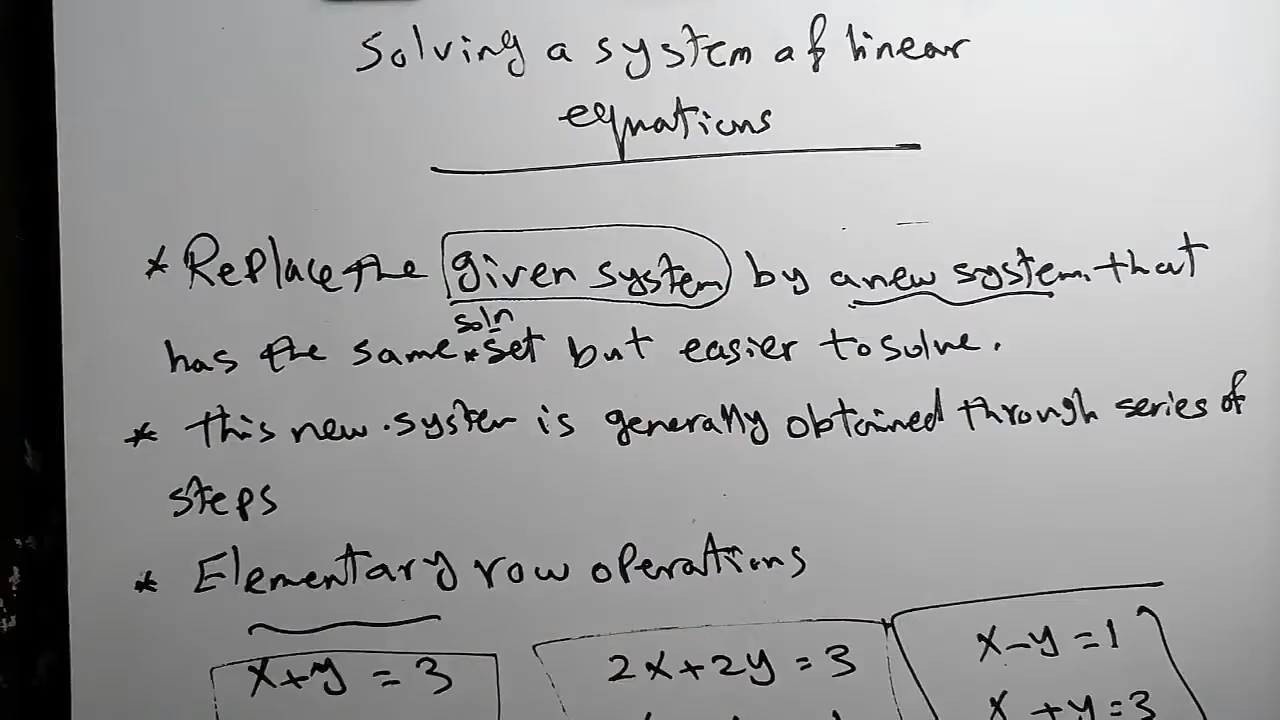 Solving a system of linear
equations
* Replace the given system by a new system that
soln
has the same set but easier to solve.
* this new system is generally obtained through series of
steps
* Elementary row operations
x+y = 3
2x+2y = 3
x-y = 1
x+y = 3